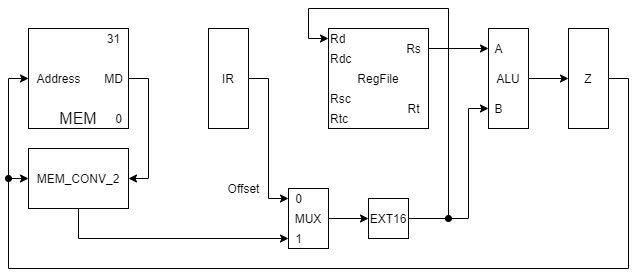 31
Address
MD
MEM
0
IR
Rd
Rdc
Rs
RegFile
Rsc
Rt
Rtc
A
ALU
B
Z
MEM_CONV_2
Offset
0
MUX
1
EXT16